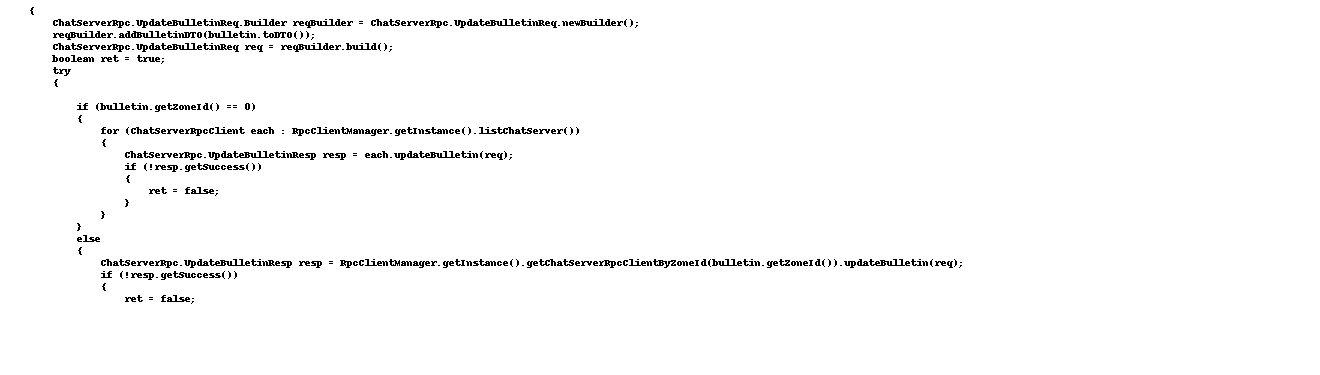 {
ChatServerRpc.UpdateBulletinReq.Builder reqBuilder = ChatServerRpc.UpdateBulletinReq.newBuilder();
reqBuilder.addBulletinDTO(bulletin.toDTO());
ChatServerRpc.UpdateBulletinReq req = reqBuilder.build();
boolean ret = true;
try
{
if (bulletin.getZoneId() == 0)
{
for (ChatServerRpcClient each : RpcClientManager.getInstance().listChatServer())
{
ChatServerRpc.UpdateBulletinResp resp = each.updateBulletin(req);
if (!resp.getSuccess())
{
ret = false;
}
}
}
else
{
ChatServerRpc.UpdateBulletinResp resp = RpcClientManager.getInstance().getChatServerRpcClientByZoneId(bulletin.getZoneId()).updateBulletin(req);
if (!resp.getSuccess())
{
ret = false;